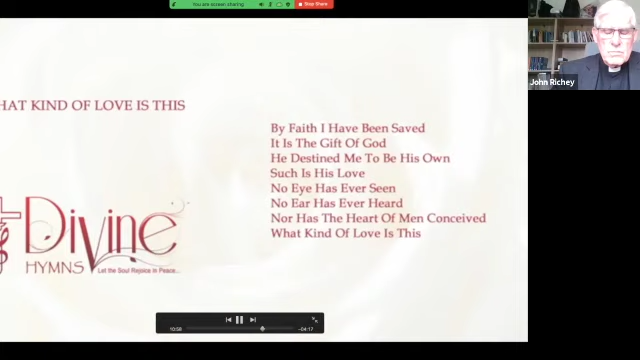 You are screen sharing
Stop Share
John Richey
HAT KIND OF LOVE IS THIS
By Faith I Have Been Saved
It Is The Gift Of God
He Destined Me To Be His Own
Such Is His Love
No Eye Has Ever Seen
No Ear Has Ever Heard
Nor Has The Heart Of Men Conceived
What Kind Of Love Is This
Divine
HYMNS
Let the Soul Rejoice in Peace...
10:58
-04:17